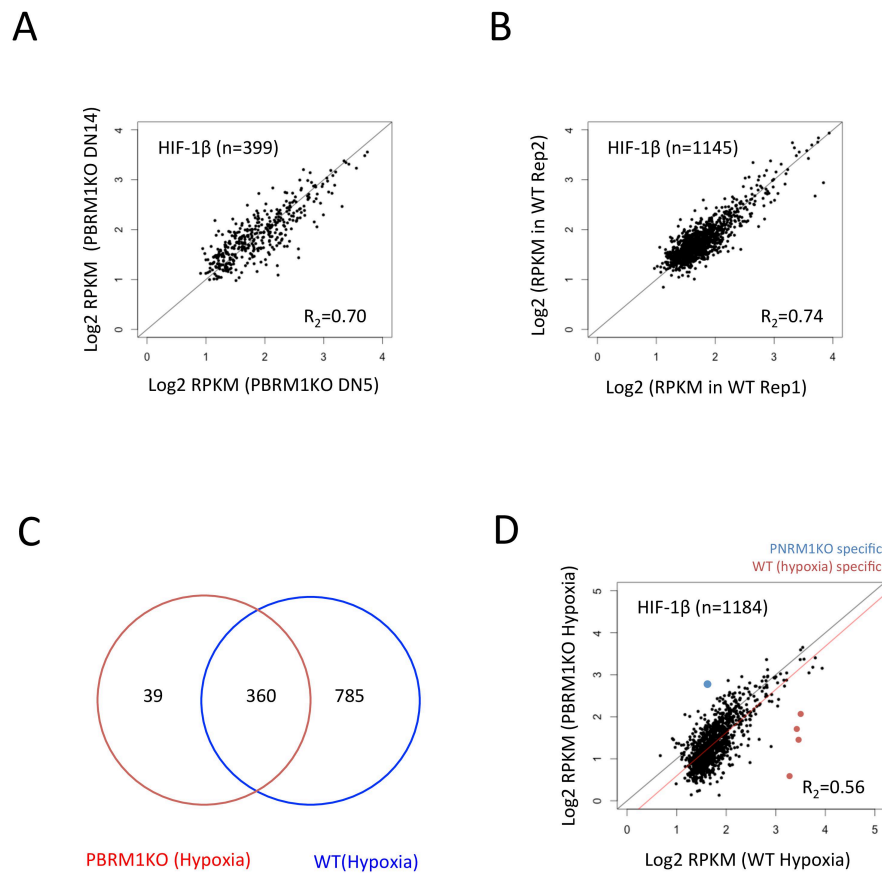 A
HIF-1β (n=399)
R2=0.70
Log2 RPKM (PBRM1KO DN14)
0 1 2 3 4
0 1 2 3 4
Log2 RPKM (PBRM1KO DN5)
B
HIF-1β (n=1145)
R2=0.74
Log2 (RPKM in WT Rep2)
0 1 2 3 4
0 1 2 3 4
Log2 (RPKM in WT Rep1)
C
39 360 785
PBRM1KO (Hypoxia) WT(Hypoxia)
D
PNRM1KO specific
WT (hypoxia) specific
HIF-1β (n=1184)
R2=0.56
Log2 RPKM (PBRM1KO Hypoxia)
0 1 2 3 4 5
0 1 2 3 4 5
Log2 RPKM (WT Hypoxia)